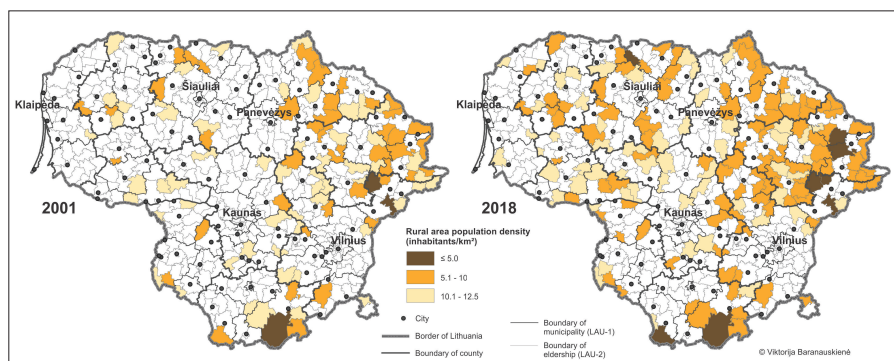 Klaipėda
Šiauliai
Panevėžys
Kaunas
Vilnius
2001
Klaipėda
Šiauliai
Panevėžys
Kaunas
Vilnius
2018
Rural area population density
(inhabitants/km²)
≤ 5.0
5.1 - 10
10.1 - 12.5
City
Border of Lithuania
Boundary of county
Boundary of
municipality (LAU-1)
Boundary of
eldership (LAU-2)
© Viktorija Baranauskienė